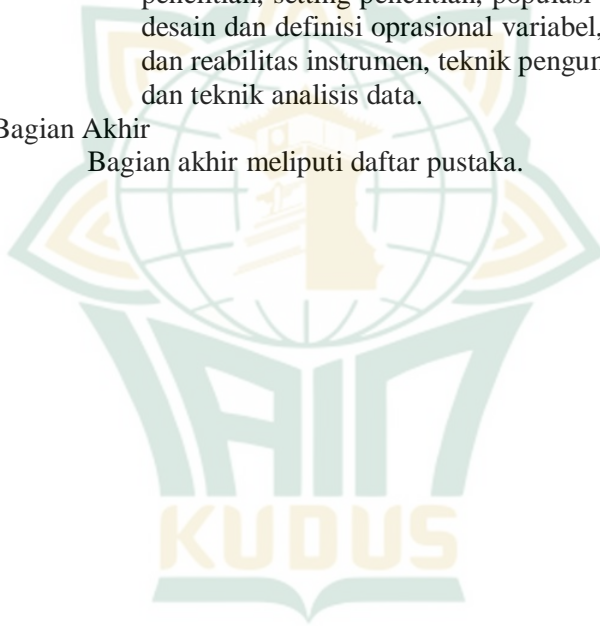 penelitian, setting penelitian, populasi
desain dan definisi oprasional variabel,
dan reabilitas instrumen, teknik
dan teknik analisis data.
Bagian Akhir
Bagian akhir meliputi daftar pustaka.
IAIN
KUDUS